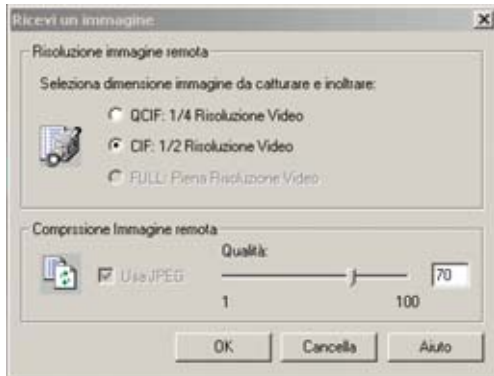 Ricevi un immagine
Risoluzione immagine remota
Seleziona dimensione immagine da catturare e inoltrare:
QCIF: 1/4 Risoluzione Video
CIF: 1/2 Risoluzione Video
FULL: Piena Risoluzione Video
Comprssione Immagine remota
Qualità:
Usa JPEG
70
1 100
OK Cancella Aiuto